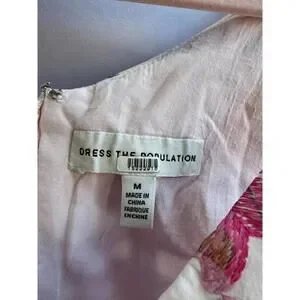 DRESS THE POPULATION
M
MADE IN
CHINA
FABRIQUE
EN CHINE